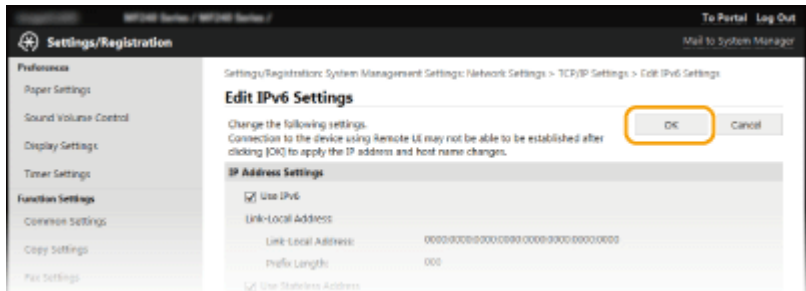 MF240 Series / MF240 Series /
To Portal Log Out
Settings/Registration
Mail to System Manager
Preferences
Paper Settings
Sound Volume Control
Display Settings
Timer Settings
Function Settings
Common Settings
Copy Settings
Fax Settings
Settings/Registration: System Management Settings: Network Settings > TCP/IP Settings > Edit IPv6 Settings
Edit IPv6 Settings
Change the following settings.
Connection to the device using Remote UI may not be able to be established after
clicking [OK] to apply the IP address and host name changes.
OK Cancel
IP Address Settings
Use IPv6
Link-Local Address:
Link-Local Address: 0000:0000:0000:0000:0000:0000:0000:0000
Prefix Length: 000
Use Stateless Address